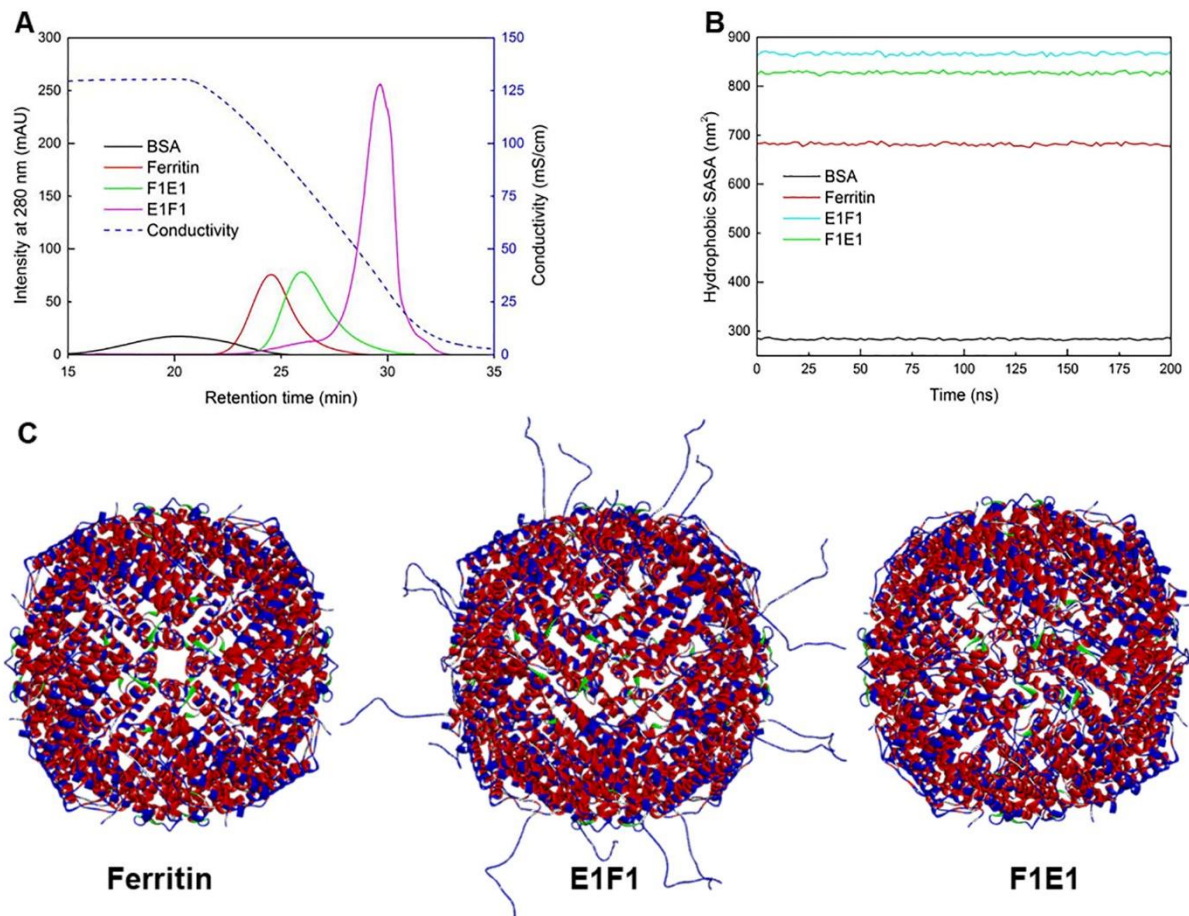 A
300
250
200
150
100
50
0
15
20
25
30
35
150
125
100
75
50
25
0
Intensity at 280 nm (mAU)
Conductivity (mS/cm)
Retention time (min)
BSA
Ferritin
F1E1
E1F1
Conductivity
B
900
800
700
600
500
400
300
0
25
50
75
100
125
150
175
200
Hydrophobic SASA (nm²)
Time (ns)
BSA
Ferritin
E1F1
F1E1
C
Ferritin
E1F1
F1E1